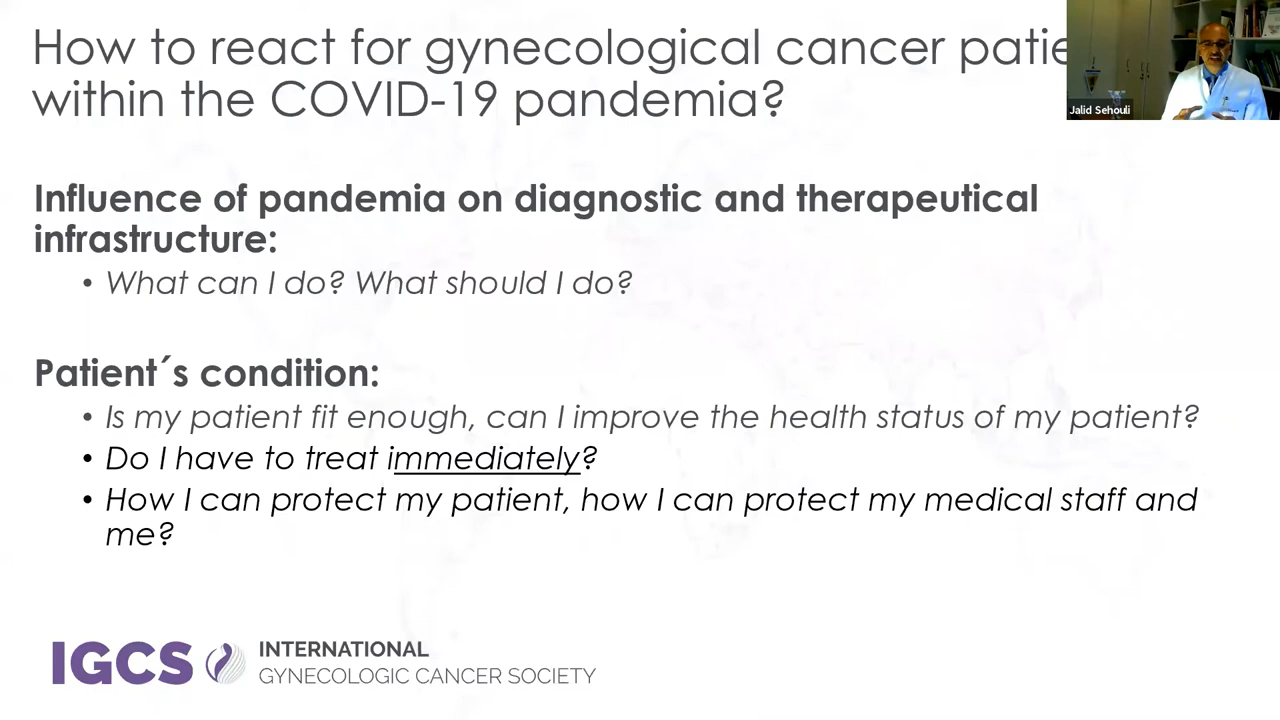 How to react for gynecological cancer patie
within the COVID-19 pandemia?
Jalid Sehouli
Influence of pandemia on diagnostic and therapeutical
infrastructure:
• What can I do? What should I do?
Patient´s condition:
• Is my patient fit enough, can I improve the health status of my patient?
• Do I have to treat immediately?
• How I can protect my patient, how I can protect my medical staff and
me?
IGCS INTERNATIONAL
GYNECOLOGIC CANCER SOCIETY